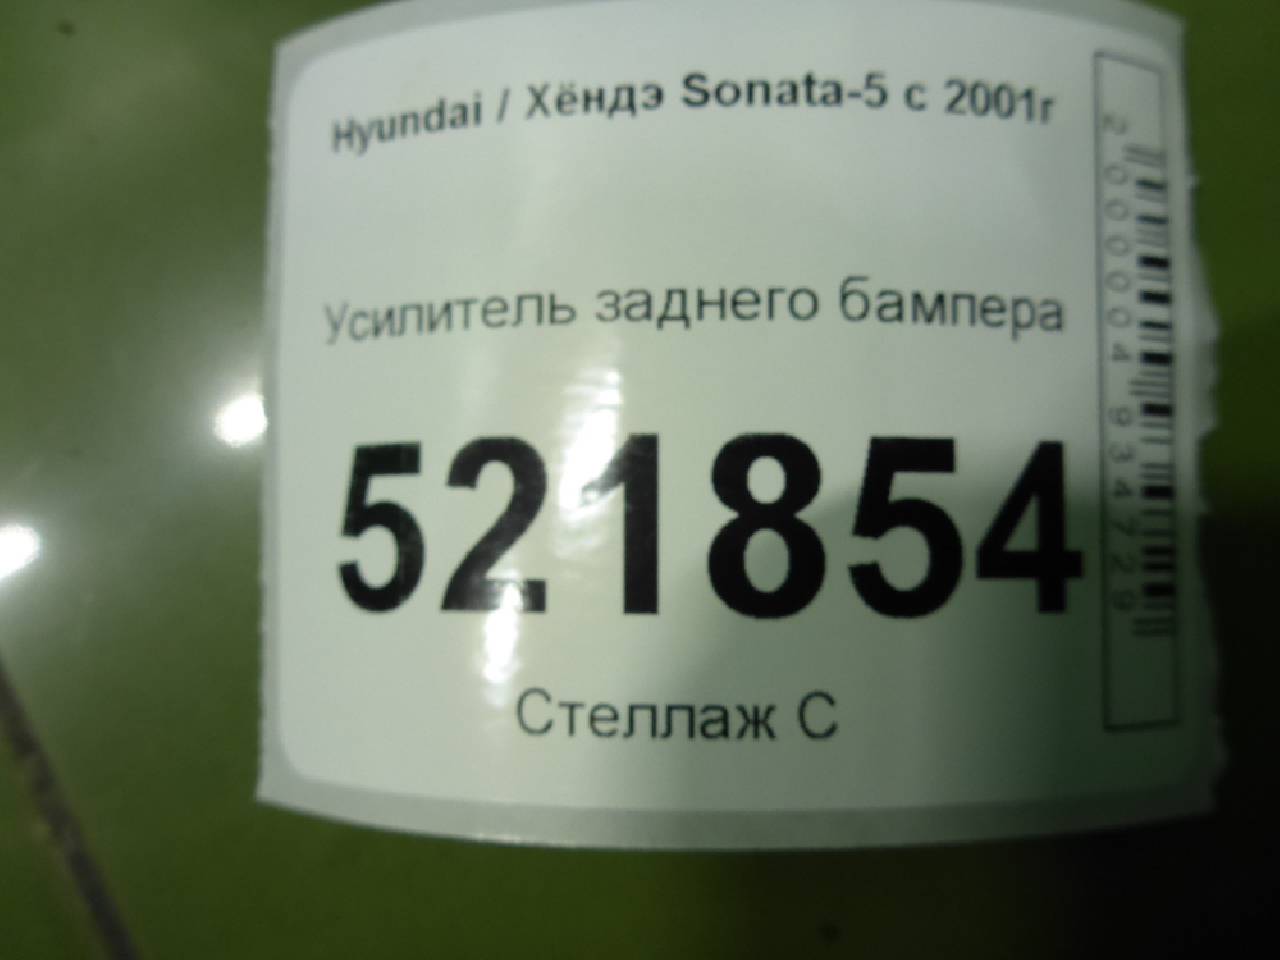 Hyundai / Хёндэ Sonata-5 с 2001г
Усилитель заднего бампера
521854
Стеллаж С
2000004934729